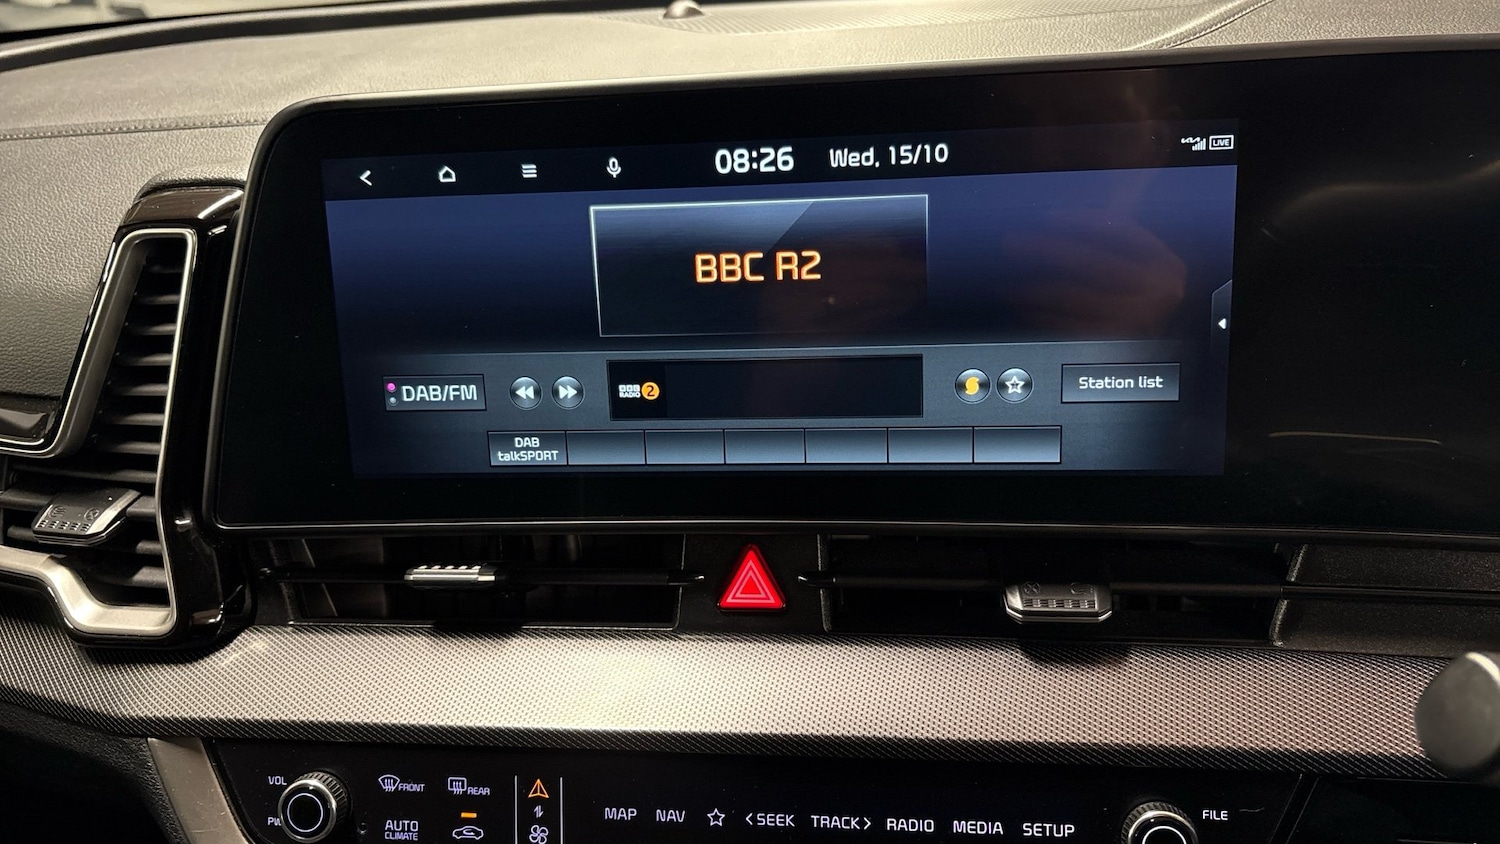 08:26 Wed, 15/10
LIVE
BBC R2
DAB/FM
BBC
RADIO 2
Station list
DAB
talkSPORT
VOL
FRONT
REAR
AUTO
CLIMATE
MAP NAV SEEK TRACK RADIO MEDIA SETUP
FILE